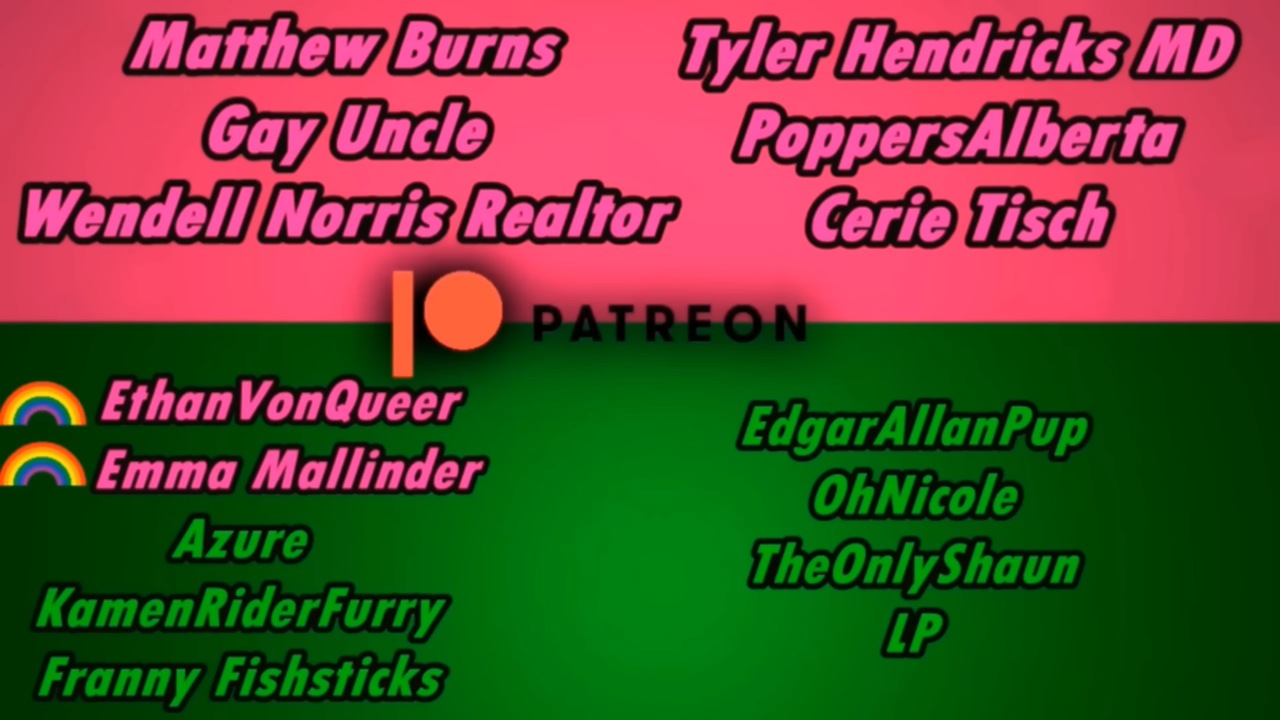 Matthew Burns
Gay Uncle
Wendell Norris Realtor
Tyler Hendricks MD
PoppersAlberta
Cerie Tisch
PATREON
EthanVonQueer
Emma Mallinder
Azure
KamenRiderFurry
Franny Fishsticks
EdgarAllanPup
OhNicole
TheOnlyShaun
LP